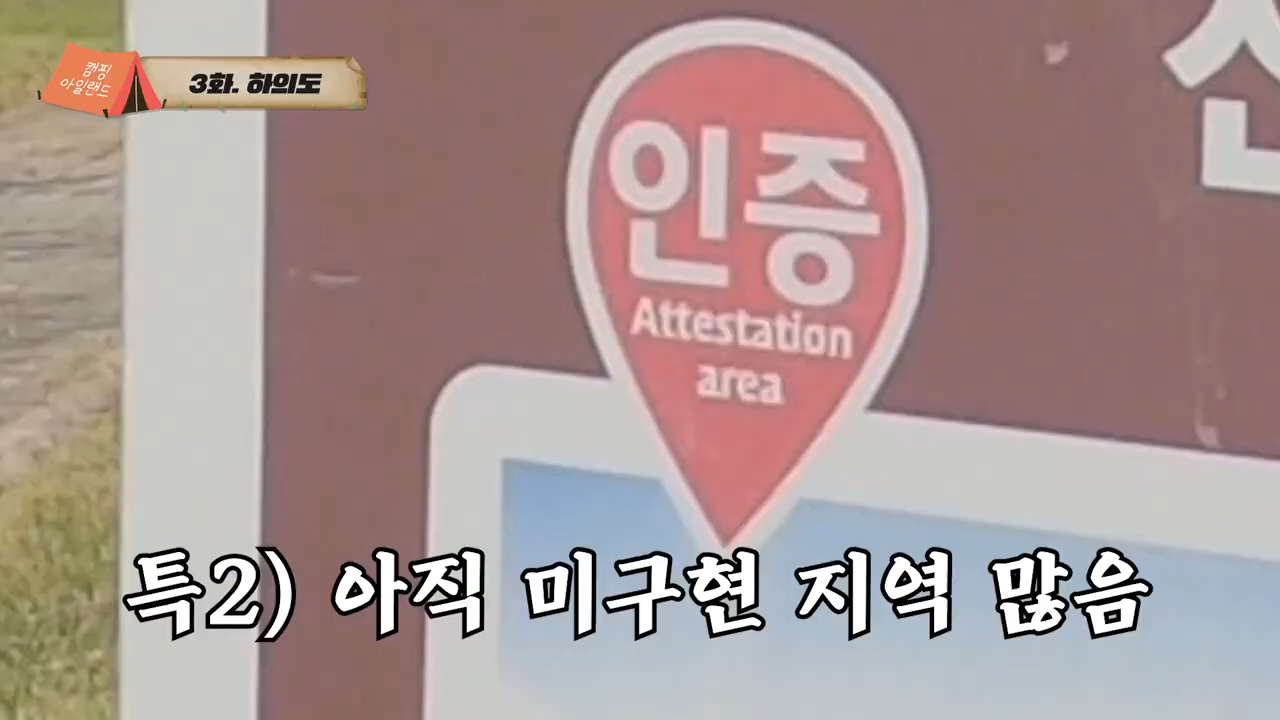 캠핑
아일랜드
3화. 하의도
인증
Attestation
area
특2) 아직 미구현 지역 많음